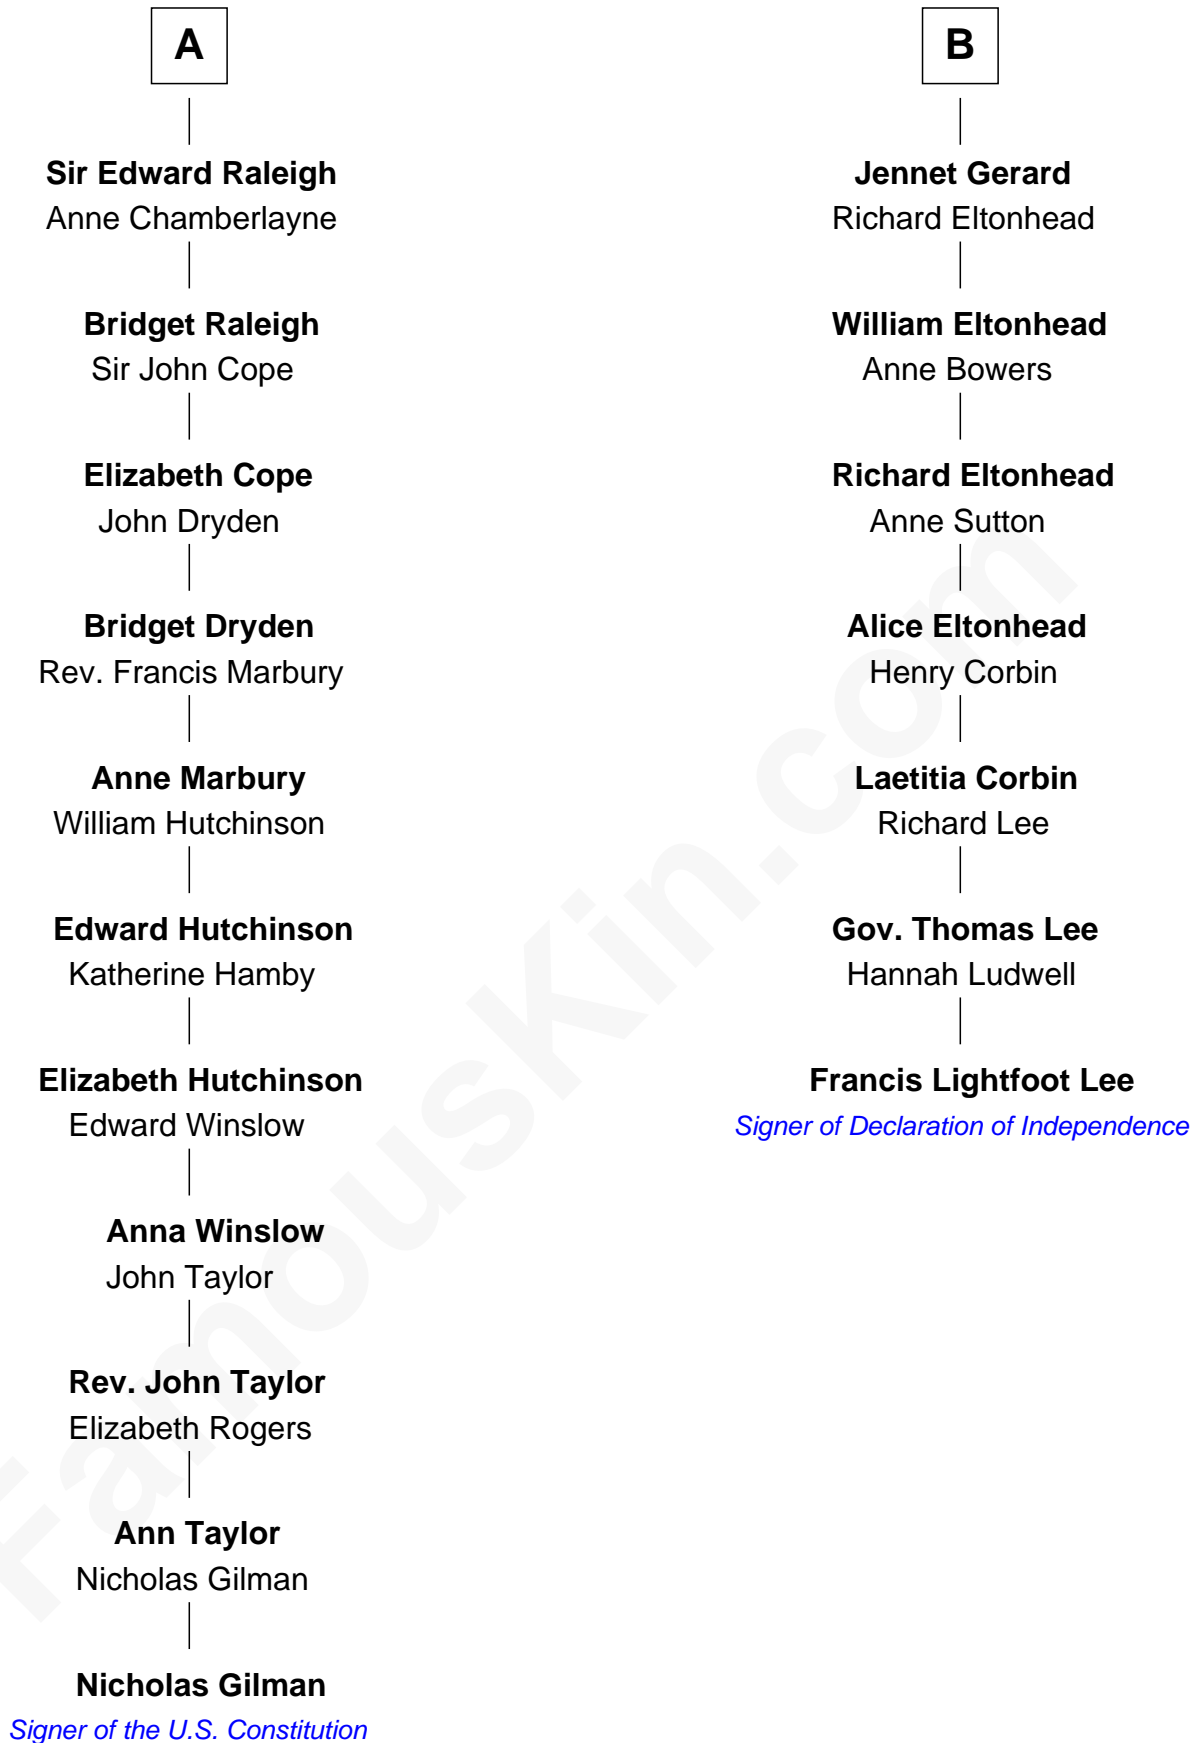 A
Sir Edward Raleigh
Anne Chamberlayne
Bridget Raleigh
Sir John Cope
Elizabeth Cope
John Dryden
Bridget Dryden
Rev. Francis Marbury
Anne Marbury
William Hutchinson
Edward Hutchinson
Katherine Hamby
Elizabeth Hutchinson
Edward Winslow
Anna Winslow
John Taylor
Rev. John Taylor
Elizabeth Rogers
Ann Taylor
Nicholas Gilman
Nicholas Gilman
Signer of the U.S. Constitution
B
Jennet Gerard
Richard Eltonhead
William Eltonhead
Anne Bowers
Richard Eltonhead
Anne Sutton
Alice Eltonhead
Henry Corbin
Laetitia Corbin
Richard Lee
Gov. Thomas Lee
Hannah Ludwell
Francis Lightfoot Lee
Signer of Declaration of Independence
FamousKin.com